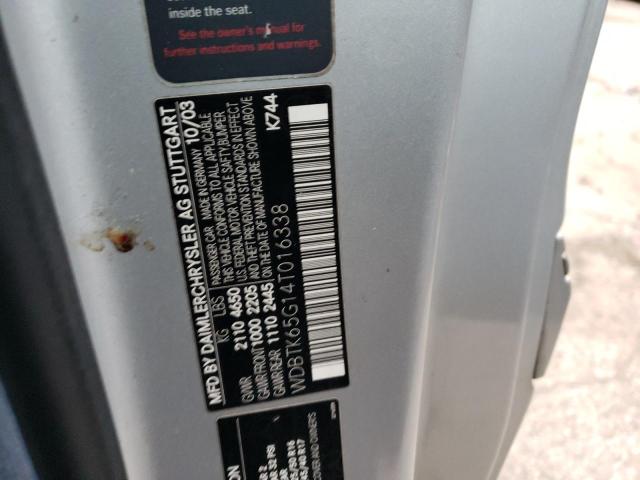 inside the seat.
See the owner's manual for
further instructions and warnings
MFD BY DAIMLERCHRYSLER AG STUTTGART
10/03
PASSENGER CAR MADE IN GERMANY
KG LBS
THIS VEHICLE CONFORMS TO ALL APPLICABLE
GVWR 2110 4650
U.S. FEDERAL MOTOR VEHICLE SAFETY, BUMPER
GAWR FRONT 1000 2205
AND THEFT PREVENTION STANDARDS IN EFFECT
GAWR REAR 1110 2445
ON THE DATE OF MANUFACTURE SHOWN ABOVE
K744
WDBTK65G14T016338